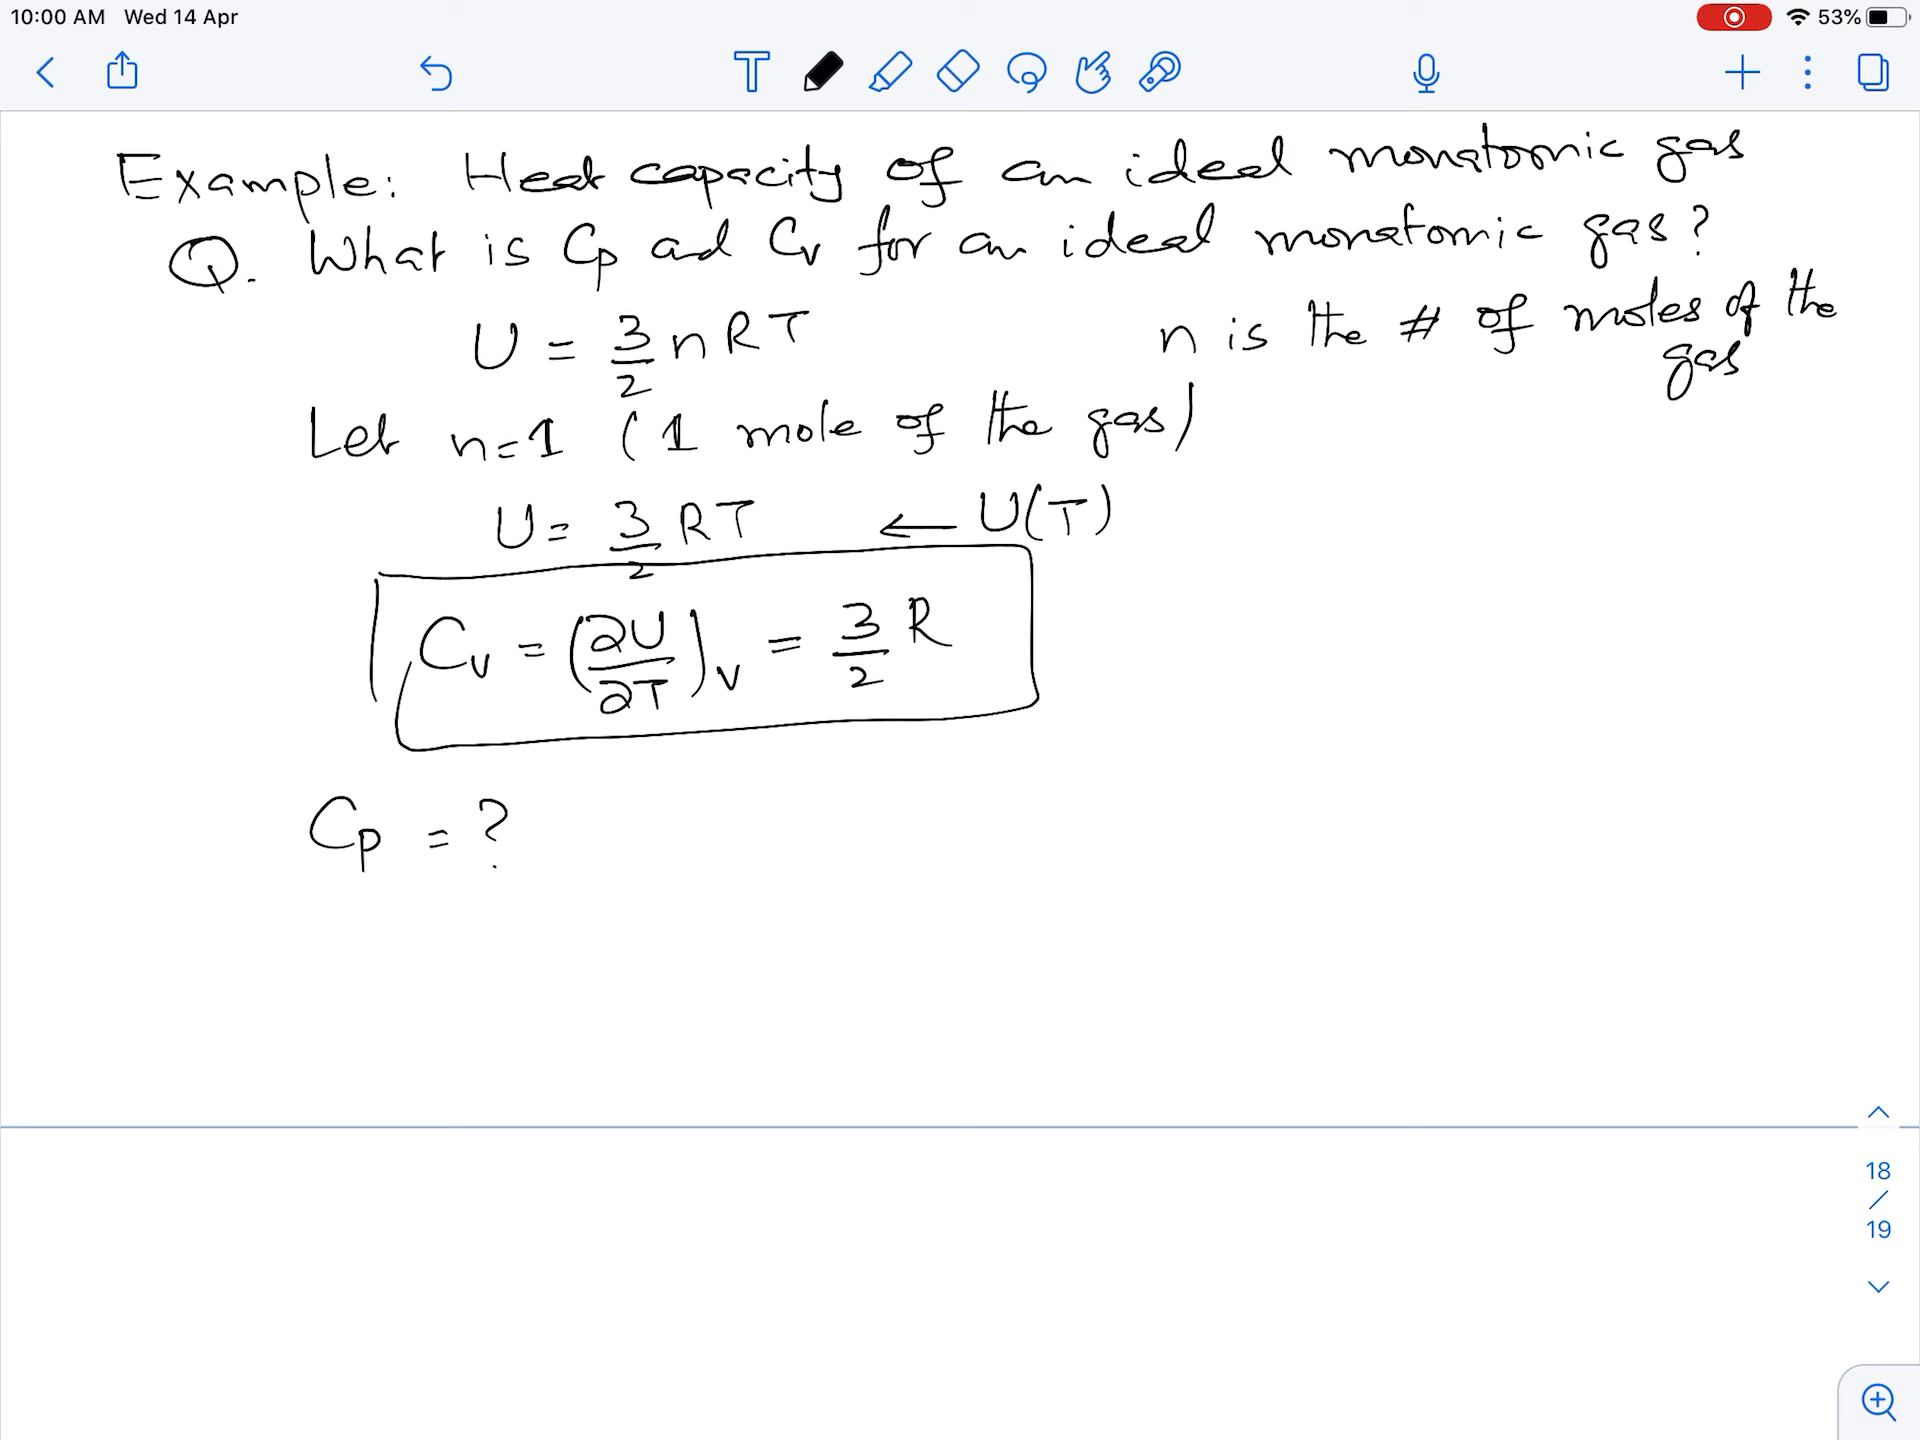 10:00 AM Wed 14 Apr 53%
T
Example: Heat capacity of an ideal monatomic gas
Q. What is Cp and Cv for an ideal monatomic gas?
U = 3/2 nRT n is the # of moles of the gas
Let n=1 (1 mole of the gas)
U = 3/2 RT ← U(T)
Cv = (∂U/∂T)v = 3/2 R
Cp = ?
18
/
19